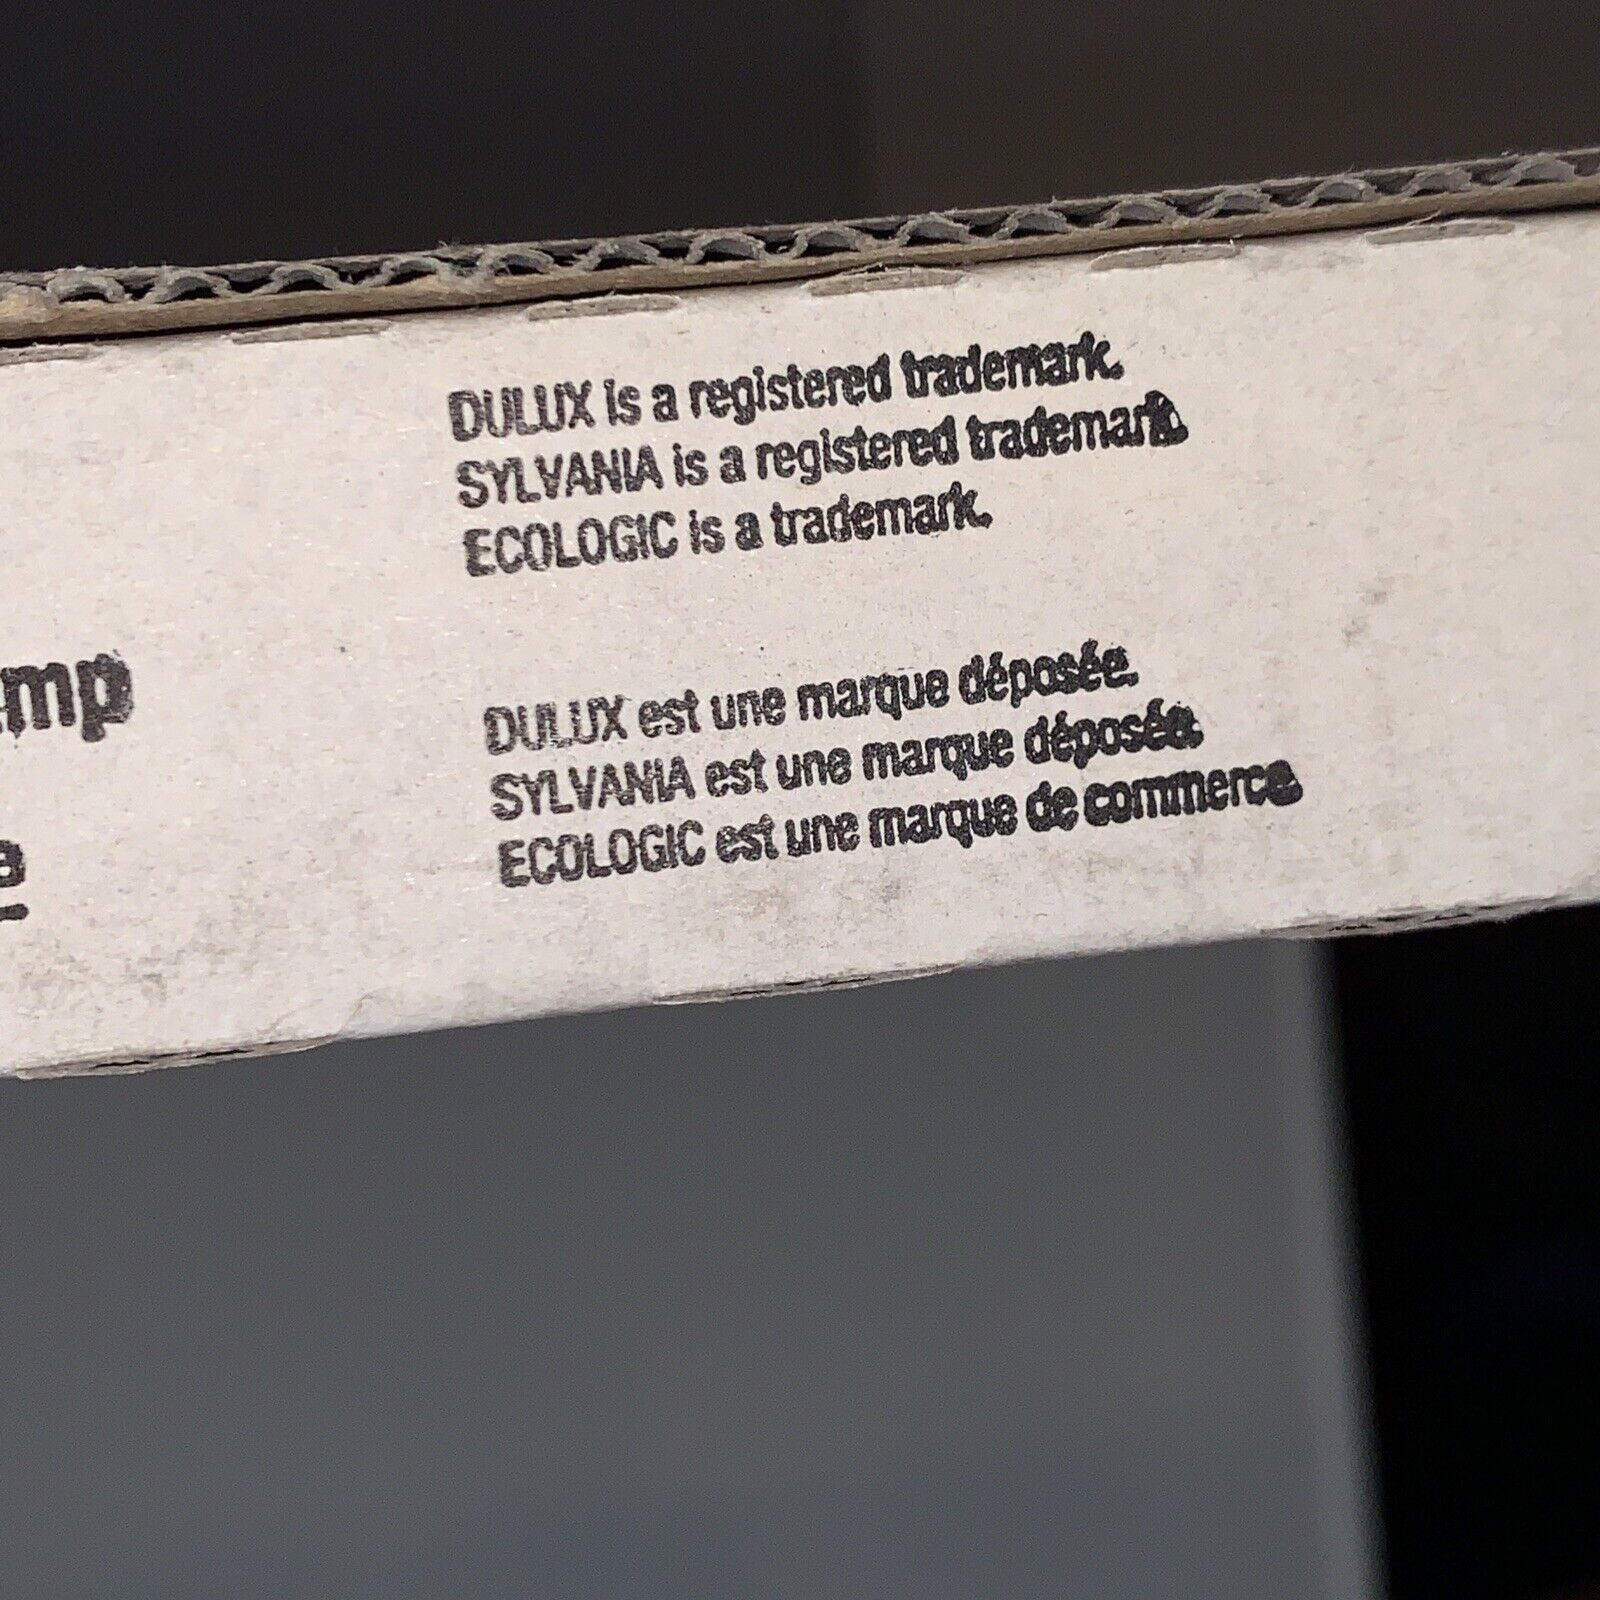 DULUX is a registered trademark.
SYLVANIA is a registered trademark.
ECOLOGIC is a trademark.
DULUX est une marque déposée.
SYLVANIA est une marque déposée.
ECOLOGIC est une marque de commerce.